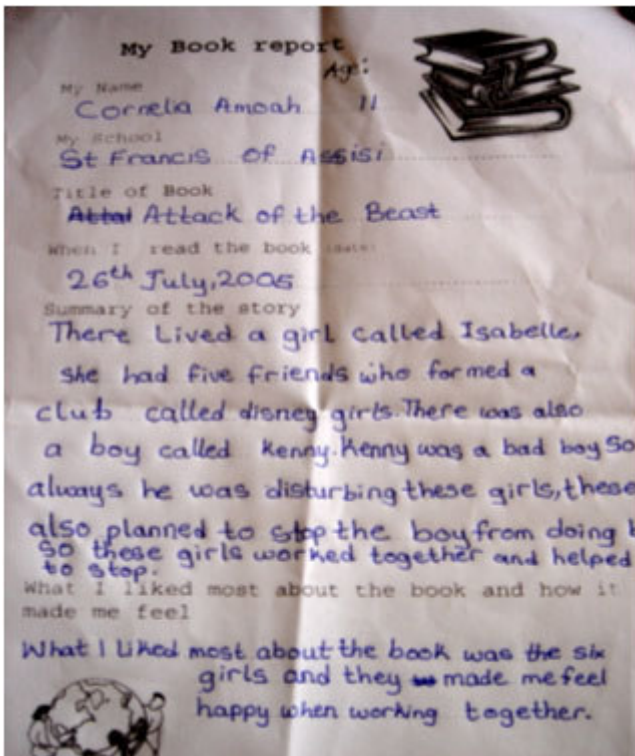 My Book report
Age:
My Name
Cornelia Amoah 11
My School
St Francis of Assisi
Title of Book
Attal Attack of the Beast
When I read the book (date)
26th July, 2005
Summary of the story
There Lived a girl called Isabelle,
she had five friends who formed a
club called disney girls. There was also
a boy called Kenny. Kenny was a bad boy So
always he was disturbing these girls, these
also planned to stop the boy from doing
So these girls worked together and helped
to stop.
What I liked most about the book and how it
made me feel
What I Liked most about the book was the six
girls and they made me feel
happy when working together.